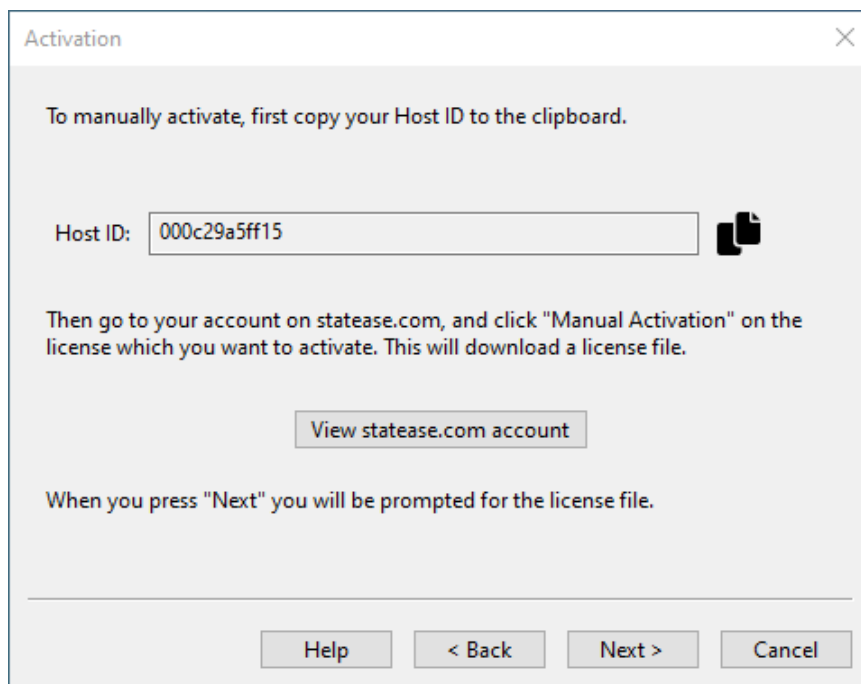 Activation
To manually activate, first copy your Host ID to the clipboard.
Host ID: 000c29a5ff15
Then go to your account on statease.com, and click "Manual Activation" on the
license which you want to activate. This will download a license file.
View statease.com account
When you press "Next" you will be prompted for the license file.
Help < Back Next > Cancel